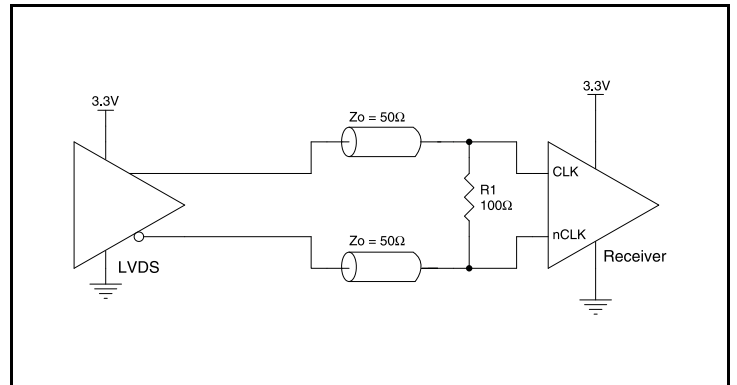 3.3V
3.3V
Zo = 50Ω
CLK
R1
100Ω
nCLK
Zo = 50Ω
LVDS
Receiver